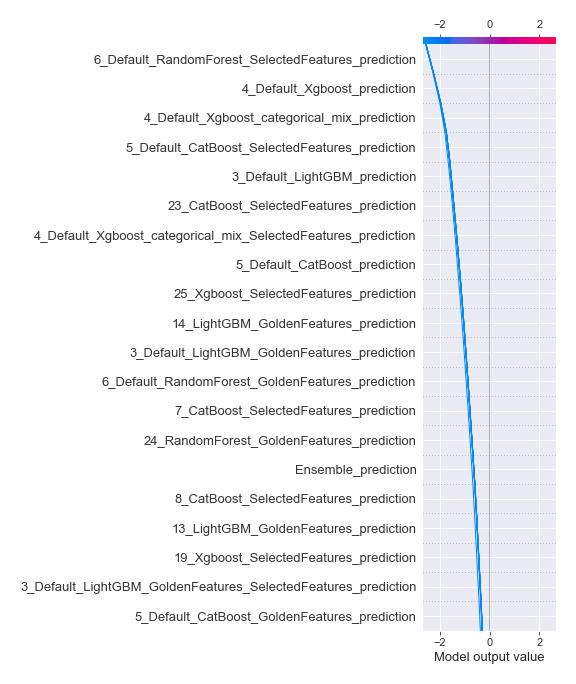 −2 0 2
6_Default_RandomForest_SelectedFeatures_prediction
4_Default_Xgboost_prediction
4_Default_Xgboost_categorical_mix_prediction
5_Default_CatBoost_SelectedFeatures_prediction
3_Default_LightGBM_prediction
23_CatBoost_SelectedFeatures_prediction
4_Default_Xgboost_categorical_mix_SelectedFeatures_prediction
5_Default_CatBoost_prediction
25_Xgboost_SelectedFeatures_prediction
14_LightGBM_GoldenFeatures_prediction
3_Default_LightGBM_GoldenFeatures_prediction
6_Default_RandomForest_GoldenFeatures_prediction
7_CatBoost_SelectedFeatures_prediction
24_RandomForest_GoldenFeatures_prediction
Ensemble_prediction
8_CatBoost_SelectedFeatures_prediction
13_LightGBM_GoldenFeatures_prediction
19_Xgboost_SelectedFeatures_prediction
3_Default_LightGBM_GoldenFeatures_SelectedFeatures_prediction
5_Default_CatBoost_GoldenFeatures_prediction
−2 0 2
Model output value